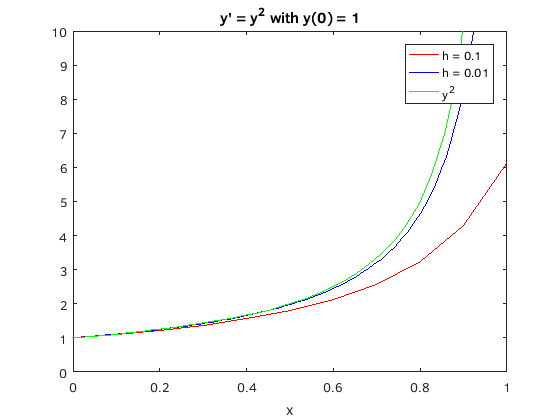 y' = y² with y(0) = 1
10
9
8
7
6
5
4
3
2
1
0
h = 0.1
h = 0.01
y²
0 0.2 0.4 0.6 0.8 1
x